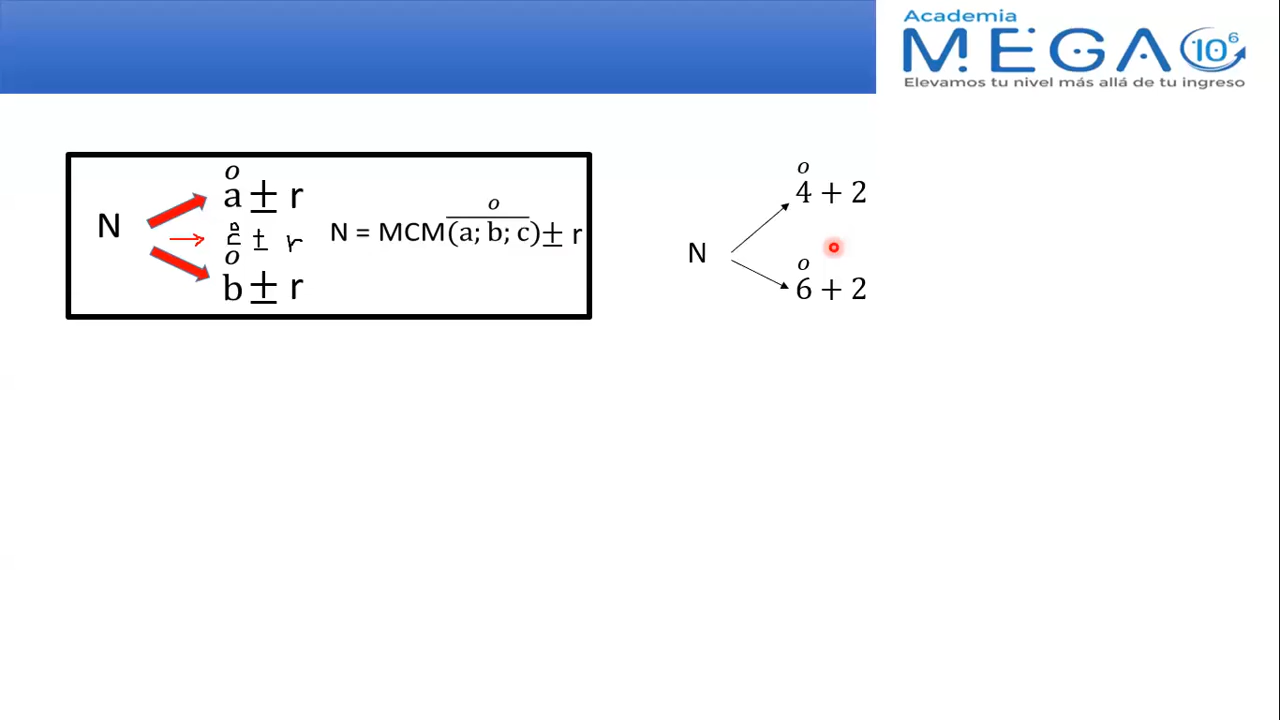 Academia
MEGA 10⁶
Elevamos tu nivel más allá de tu ingreso
N
o
a ± r
o
c ± r
o
b ± r
o
N = MCM(a; b; c) ± r
N
o
4 + 2
o
6 + 2